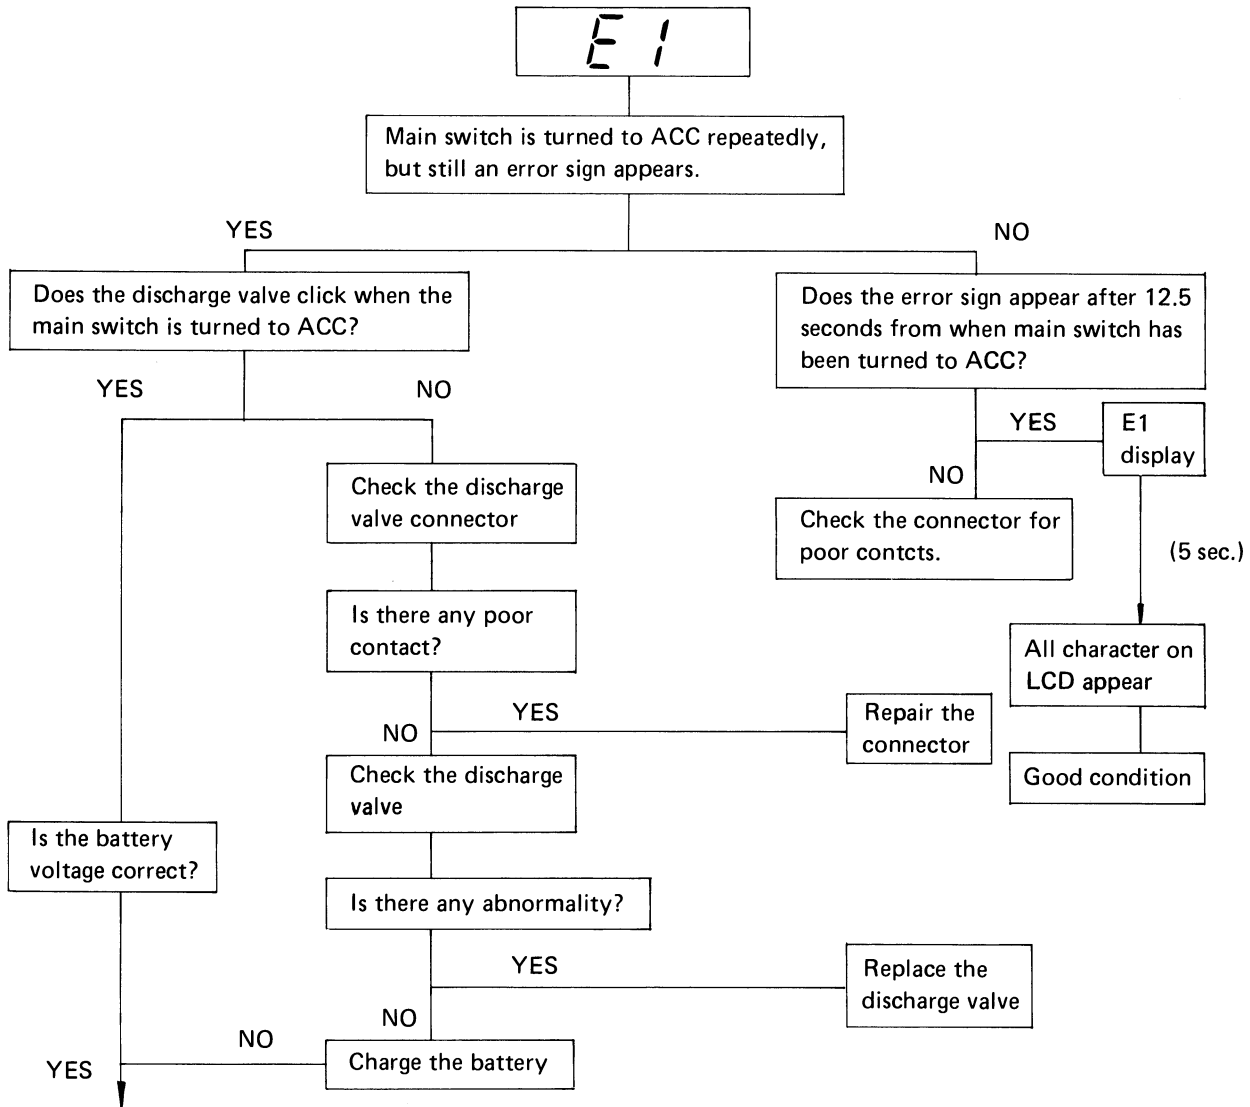 E 1
Main switch is turned to ACC repeatedly,
but still an error sign appears.
YES
NO
Does the discharge valve click when the
main switch is turned to ACC?
Does the error sign appear after 12.5
seconds from when main switch has
been turned to ACC?
YES
NO
YES
E1
display
NO
Check the discharge
valve connector
Check the connector for
poor contcts.
(5 sec.)
Is there any poor
contact?
All character on
LCD appear
YES
NO
Repair the
connector
Check the discharge
valve
Good condition
Is the battery
voltage correct?
Is there any abnormality?
YES
Replace the
discharge valve
NO
NO
Charge the battery
YES